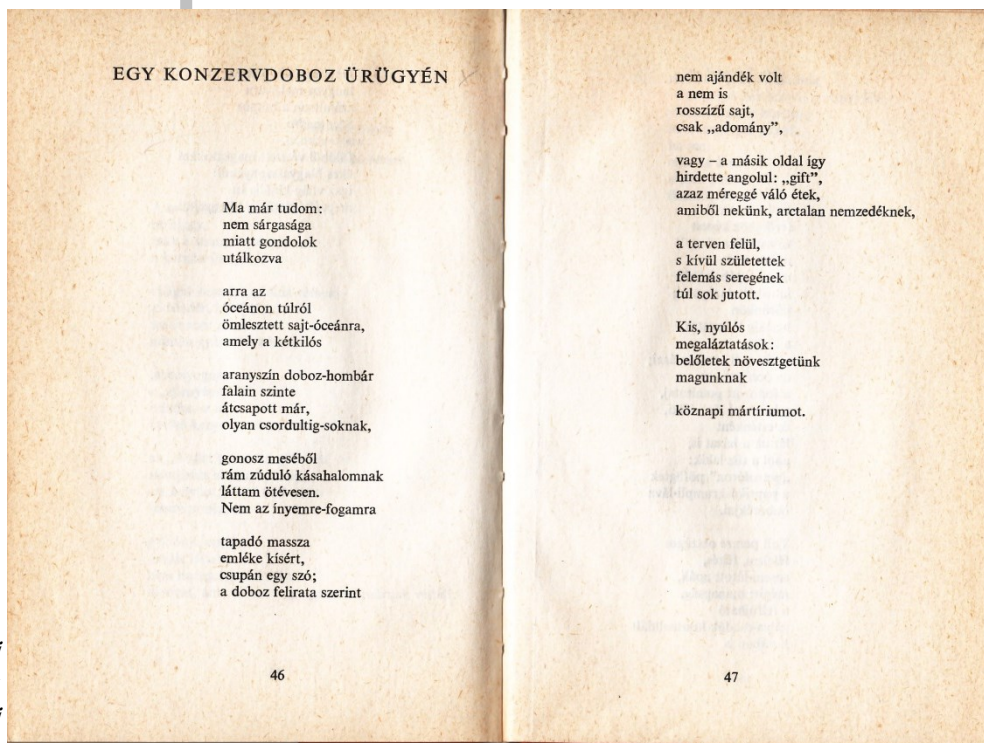 EGY KONZERVDOBOZ ÜRÜGYÉN
Ma már tudom:
nem sárgasága
miatt gondolok
utálkozva
arra az
óceánon túlról
ömlesztett sajt-óceánra,
amely a kétkilós
aranyszín doboz-hombár
falain szinte
átcsapott már,
olyan csordultig-soknak,
gonosz meséből
rám zúduló kásahalomnak
láttam ötévesen.
Nem az ínyemre-fogamra
tapadó massza
emléke kísért,
csupán egy szó;
a doboz felirata szerint
46
nem ajándék volt
a nem is
rosszízű sajt,
csak „adomány”,
vagy – a másik oldal így
hirdette angolul: „gift”,
azaz méreggé váló étek,
amiből nekünk, arctalan nemzedéknek,
a terven felül,
s kívül születettek
felemás seregének
túl sok jutott.
Kis, nyúlós
megaláztatások:
belőletek növesztgetünk
magunknak
köznapi mártíriumot.
47